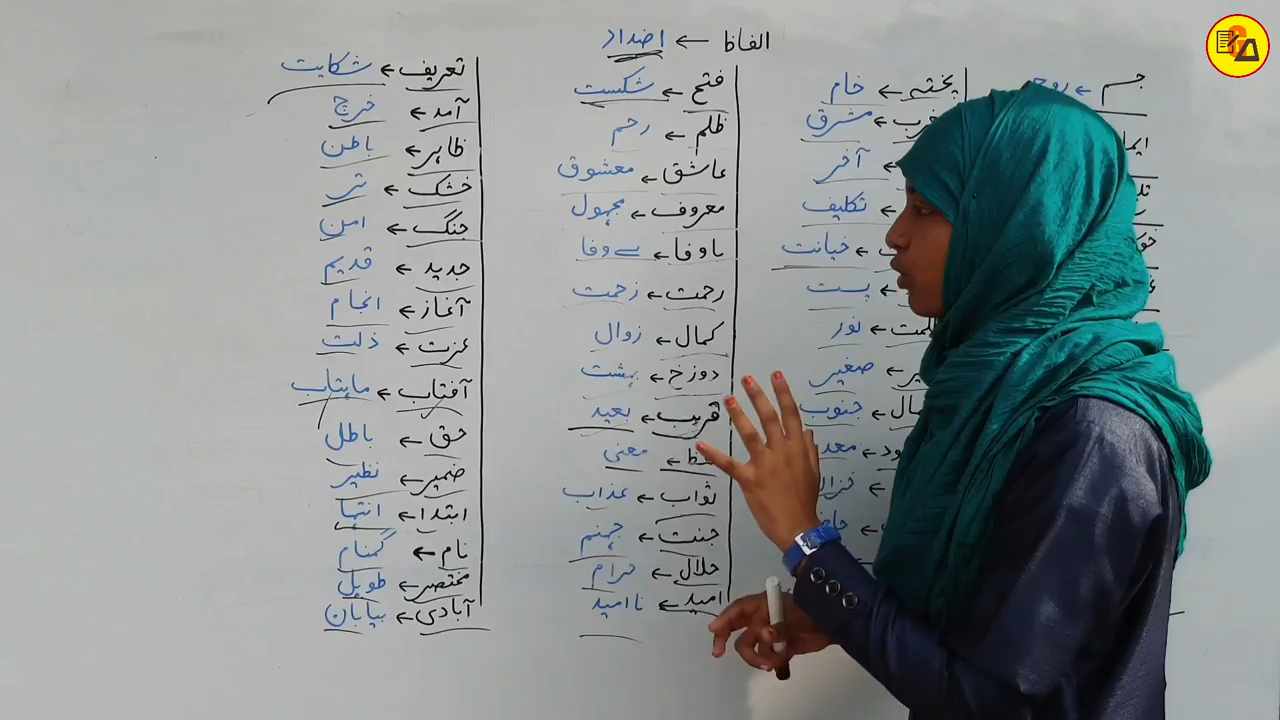 الفاظ ← اضداد
جسم ← روح
پختہ ← خام
مشرق
آخر
تکلیف
خیانت
پست
نور
صغیر
جنوب
فتح ← شکست
ظلم ← رحم
عاشق ← معشوق
معروف ← مجہول
باوفا ← بے وفا
رحمت ← زحمت
کمال ← زوال
دوزخ ← بہشت
قریب ← بعید
← معنی
ثواب ← عذاب
جنت ← جہنم
حلال ← حرام
امید ← ناامید
تعریف ← شکایت
آمد ← خرچ
ظاہر ← باطن
خشک ← تر
جنگ ← امن
جدید ← قدیم
آغاز ← انجام
عزت ← ذلت
آفتاب ← ماہتاب
حق ← باطل
ضمیر ← نظیر
ابتدا ← انتہا
نام ← گمنام
مختصر ← طویل
آبادی ← بیابان